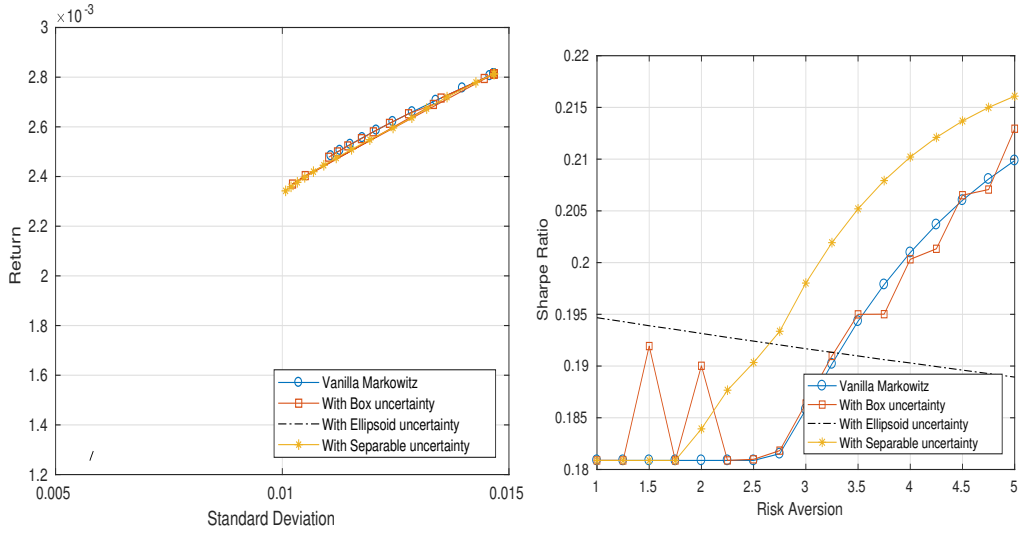 ×10⁻³
3
2.8
2.6
2.4
2.2
2
1.8
1.6
1.4
1.2
Return
0.005
0.01
0.015
Standard Deviation
Vanilla Markowitz
With Box uncertainty
With Ellipsoid uncertainty
With Separable uncertainty
0.22
0.215
0.21
0.205
0.2
0.195
0.19
0.185
0.18
Sharpe Ratio
1
1.5
2
2.5
3
3.5
4
4.5
5
Risk Aversion
Vanilla Markowitz
With Box uncertainty
With Ellipsoid uncertainty
With Separable uncertainty